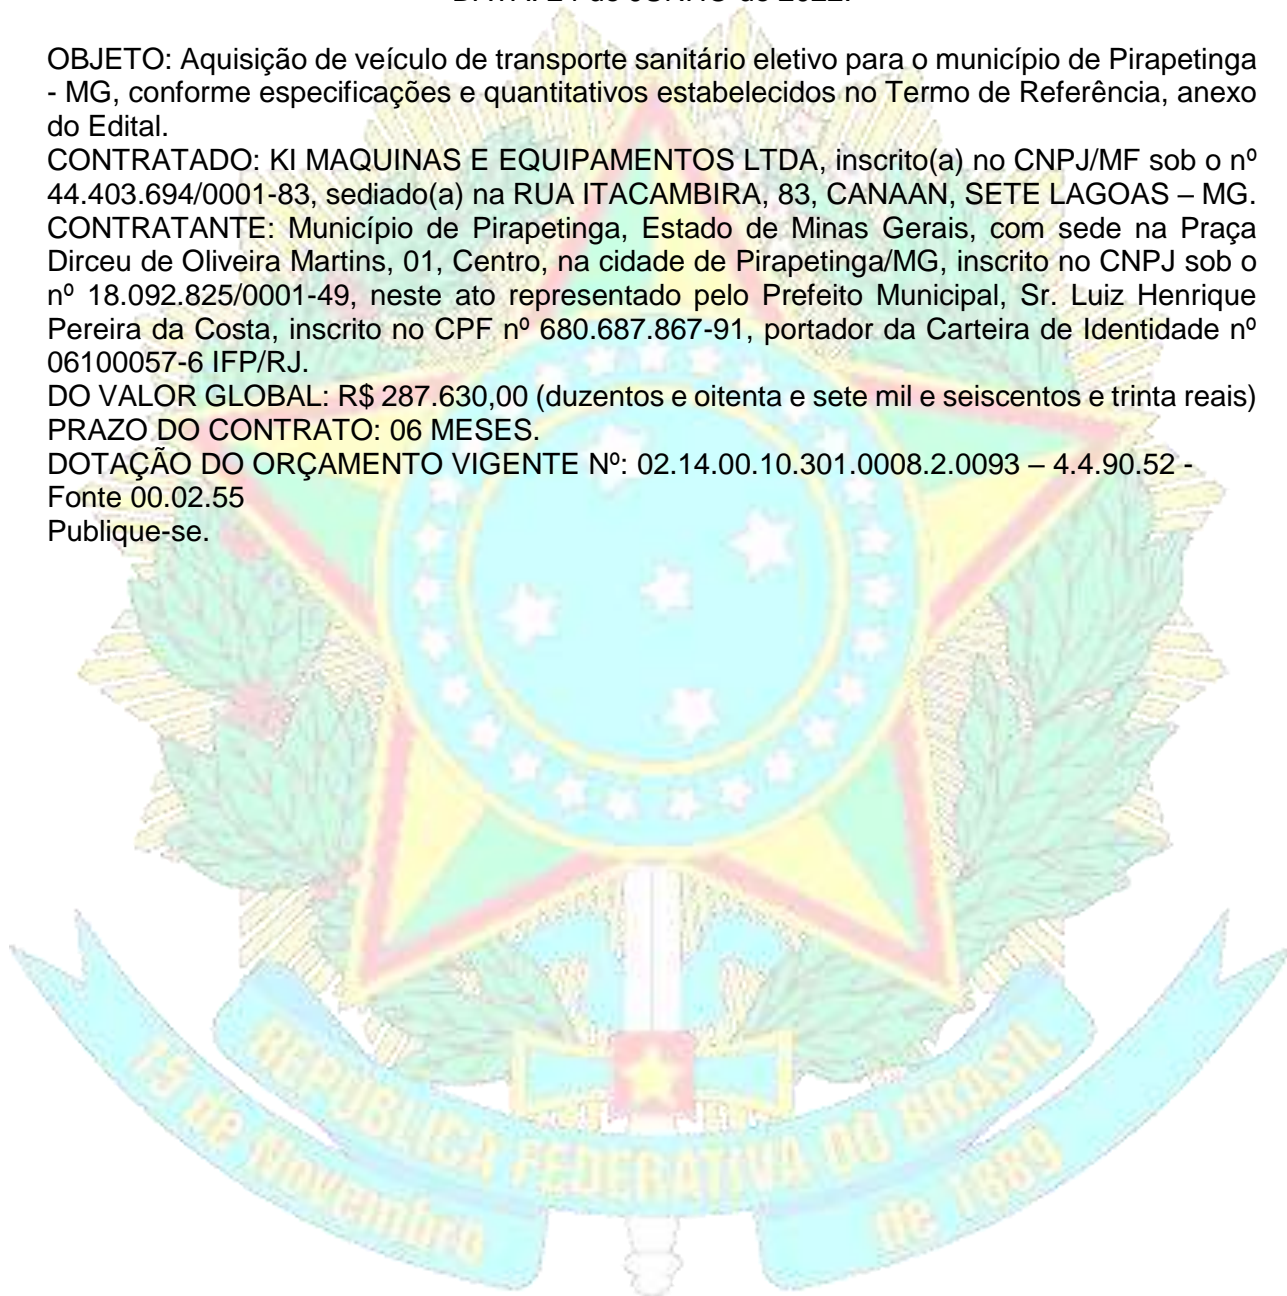 OBJETO: Aquisição de veículo de transporte sanitário eletivo para o município de Pirapetinga
- MG, conforme especificações e quantitativos estabelecidos no Termo de Referência, anexo
do Edital.
CONTRATADO: KI MAQUINAS E EQUIPAMENTOS LTDA, inscrito(a) no CNPJ/MF sob o nº
44.403.694/0001-83, sediado(a) na RUA ITACAMBIRA, 83, CANAAN, SETE LAGOAS – MG.
CONTRATANTE: Município de Pirapetinga, Estado de Minas Gerais, com sede na Praça
Dirceu de Oliveira Martins, 01, Centro, na cidade de Pirapetinga/MG, inscrito no CNPJ sob o
nº 18.092.825/0001-49, neste ato representado pelo Prefeito Municipal, Sr. Luiz Henrique
Pereira da Costa, inscrito no CPF nº 680.687.867-91, portador da Carteira de Identidade nº
06100057-6 IFP/RJ.
DO VALOR GLOBAL: R$ 287.630,00 (duzentos e oitenta e sete mil e seiscentos e trinta reais)
PRAZO DO CONTRATO: 06 MESES.
DOTAÇÃO DO ORÇAMENTO VIGENTE Nº: 02.14.00.10.301.0008.2.0093 – 4.4.90.52 -
Fonte 00.02.55
Publique-se.
REPÚBLICA FEDERATIVA DO BRASIL
15 de Novembro de 1889